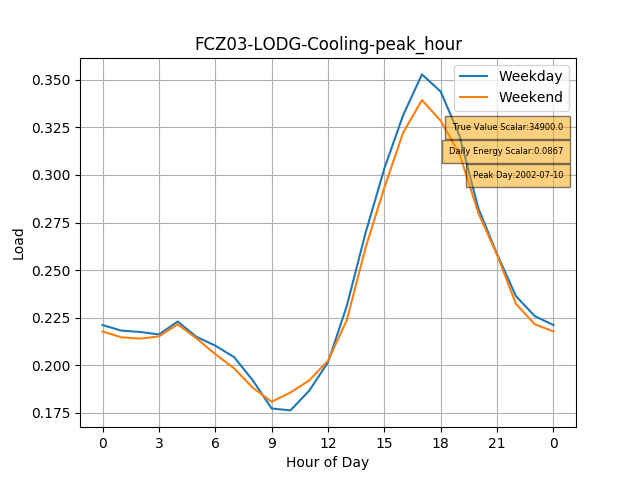 FCZ03-LODG-Cooling-peak_hour
Weekday
Weekend
True Value Scalar:34900.0
Daily Energy Scalar:0.0867
Peak Day:2002-07-10
Load
0.350
0.325
0.300
0.275
0.250
0.225
0.200
0.175
0 3 6 9 12 15 18 21 0
Hour of Day